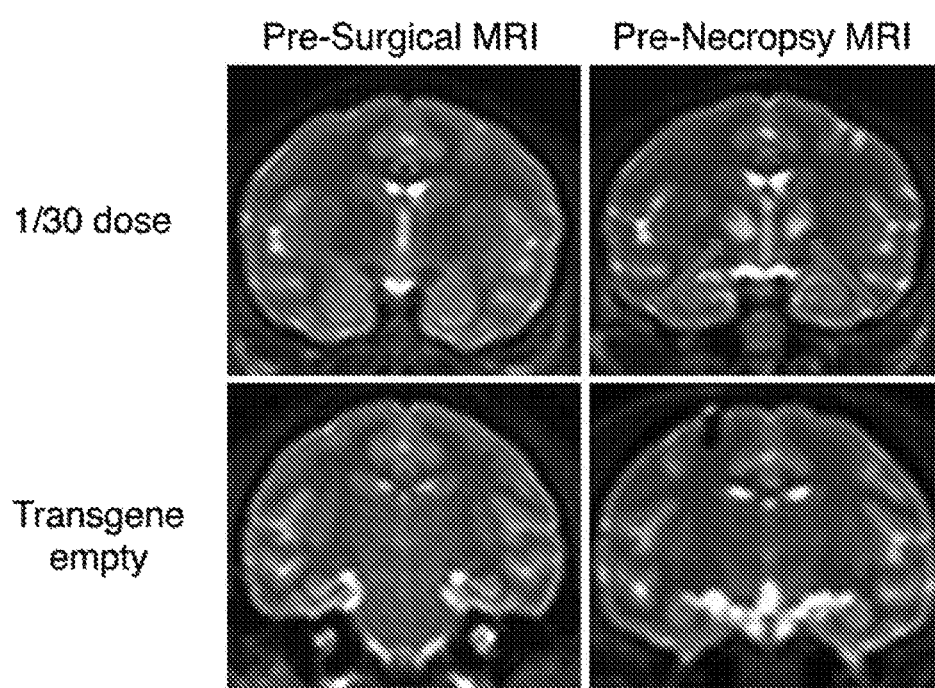 Pre-Surgical MRI
Pre-Necropsy MRI
1/30 dose
Transgene
empty